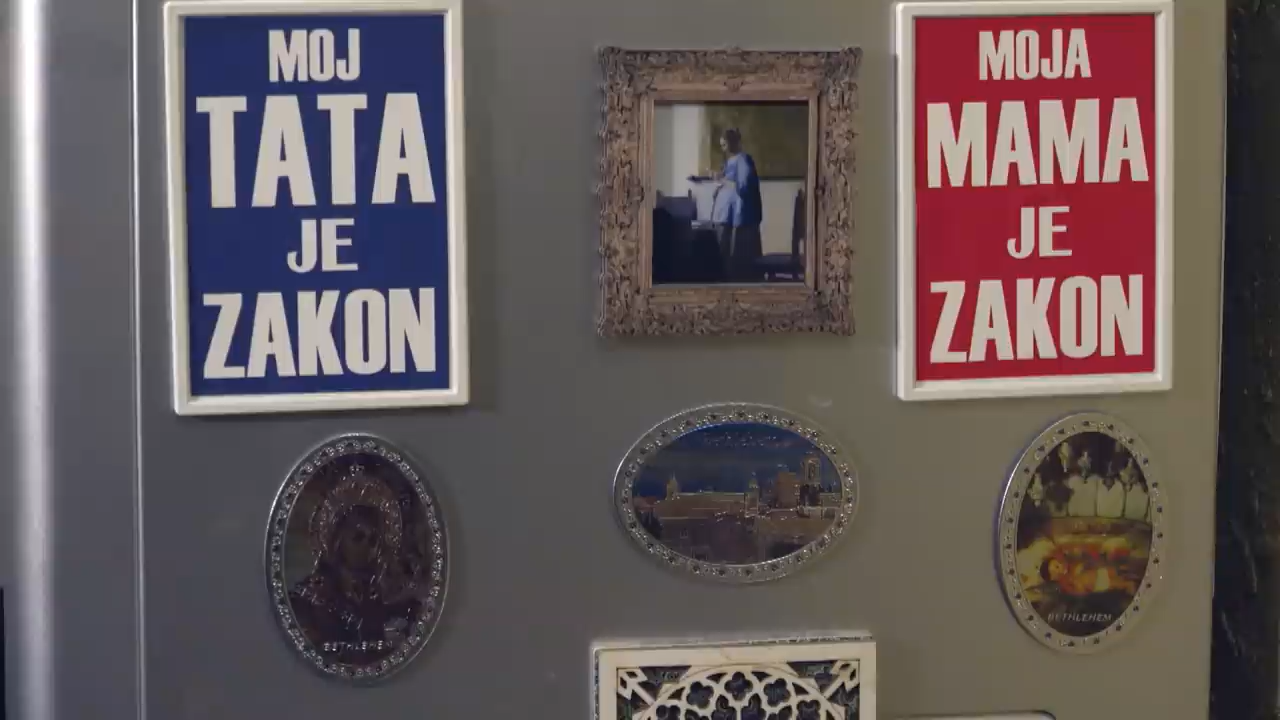 MOJ
TATA
JE
ZAKON
MOJA
MAMA
JE
ZAKON
BETHLEHEM
BETHLEHEM